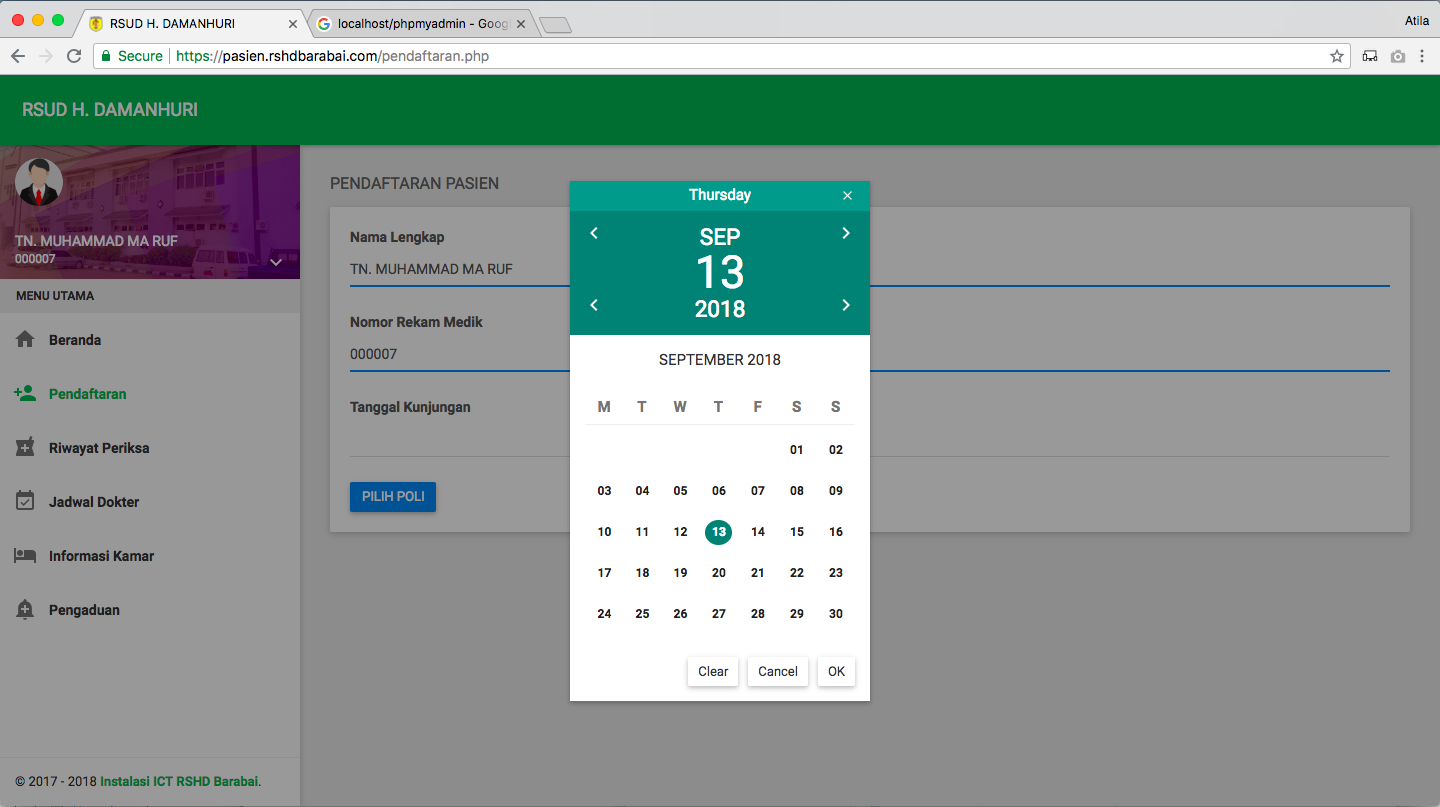 RSUD H. DAMANHURI
localhost/phpmyadmin - Goog
Atila
Secure https://pasien.rshdbarabai.com/pendaftaran.php
RSUD H. DAMANHURI
TN. MUHAMMAD MA RUF
000007
MENU UTAMA
Beranda
Pendaftaran
Riwayat Periksa
Jadwal Dokter
Informasi Kamar
Pengaduan
© 2017 - 2018 Instalasi ICT RSHD Barabai.
PENDAFTARAN PASIEN
Nama Lengkap
TN. MUHAMMAD MA RUF
Nomor Rekam Medik
000007
Tanggal Kunjungan
PILIH POLI
Thursday
SEP
13
2018
SEPTEMBER 2018
M T W T F S S
01 02
03 04 05 06 07 08 09
10 11 12 13 14 15 16
17 18 19 20 21 22 23
24 25 26 27 28 29 30
Clear Cancel OK